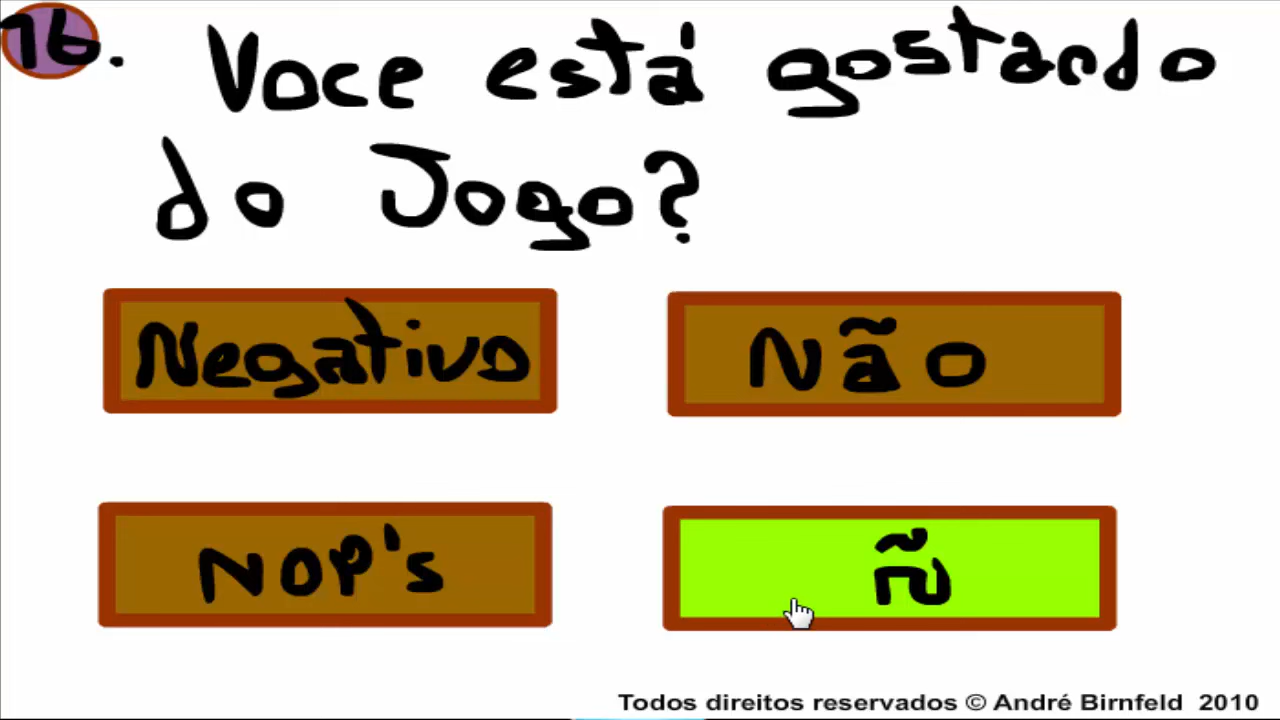 16. Voce está gostando
do Jogo?
Negativo
Não
NOP's
ñ
Todos direitos reservados © André Birnfeld 2010